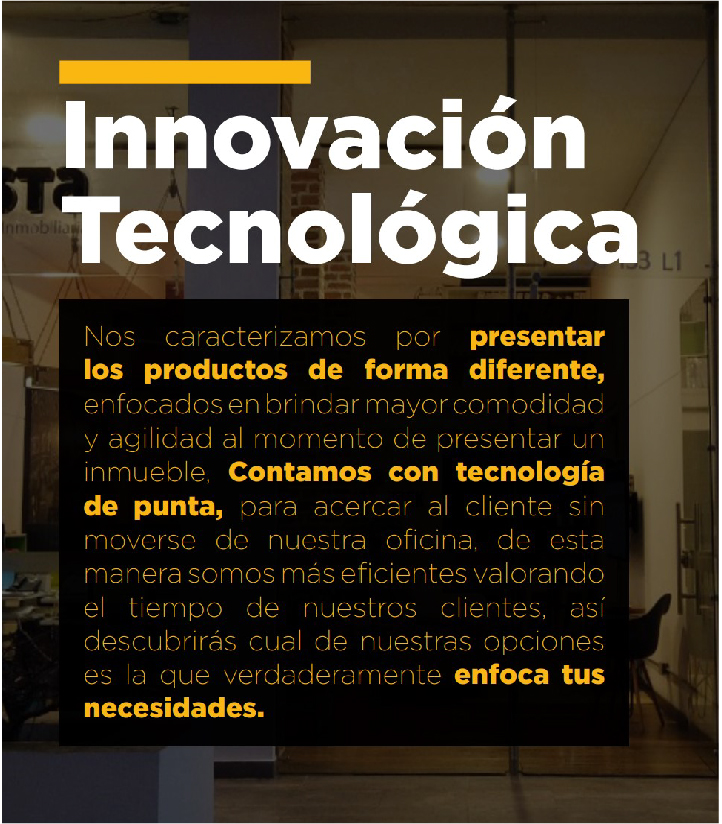 Innovación
Tecnológica
Inmobilia
153 L1
Nos caracterizamos por presentar
los productos de forma diferente,
enfocados en brindar mayor comodidad
y agilidad al momento de presentar un
inmueble, Contamos con tecnología
de punta, para acercar al cliente sin
moverse de nuestra oficina, de esta
manera somos más eficientes valorando
el tiempo de nuestros clientes, así
descubrirás cual de nuestras opciones
es la que verdaderamente enfoca tus
necesidades.